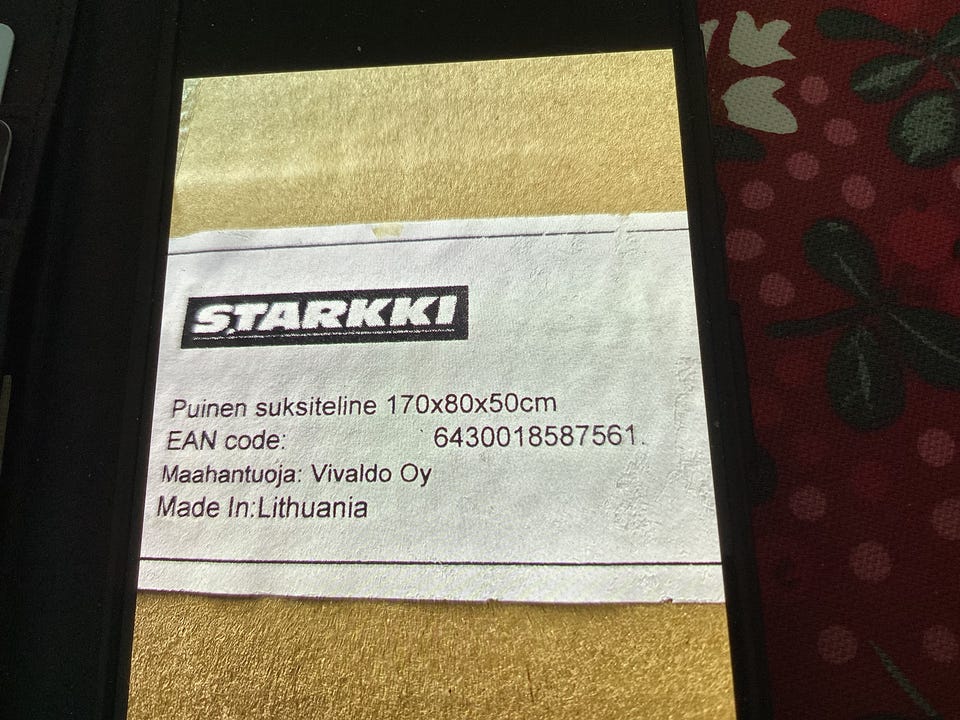 STARKKI
Puinen suksiteline 170x80x50cm
EAN code: 6430018587561.
Maahantuoja: Vivaldo Oy
Made In:Lithuania